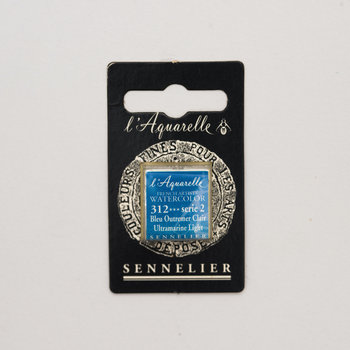 l'Aquarelle
COULEURS FINES POUR LES ARTS
DÉPOSÉ
l'Aquarelle
FRENCH ARTISTS'
WATERCOLOR
312 *** serie 2
Bleu Outremer Clair
Ultramarine Light
SENNELIER
SENNELIER